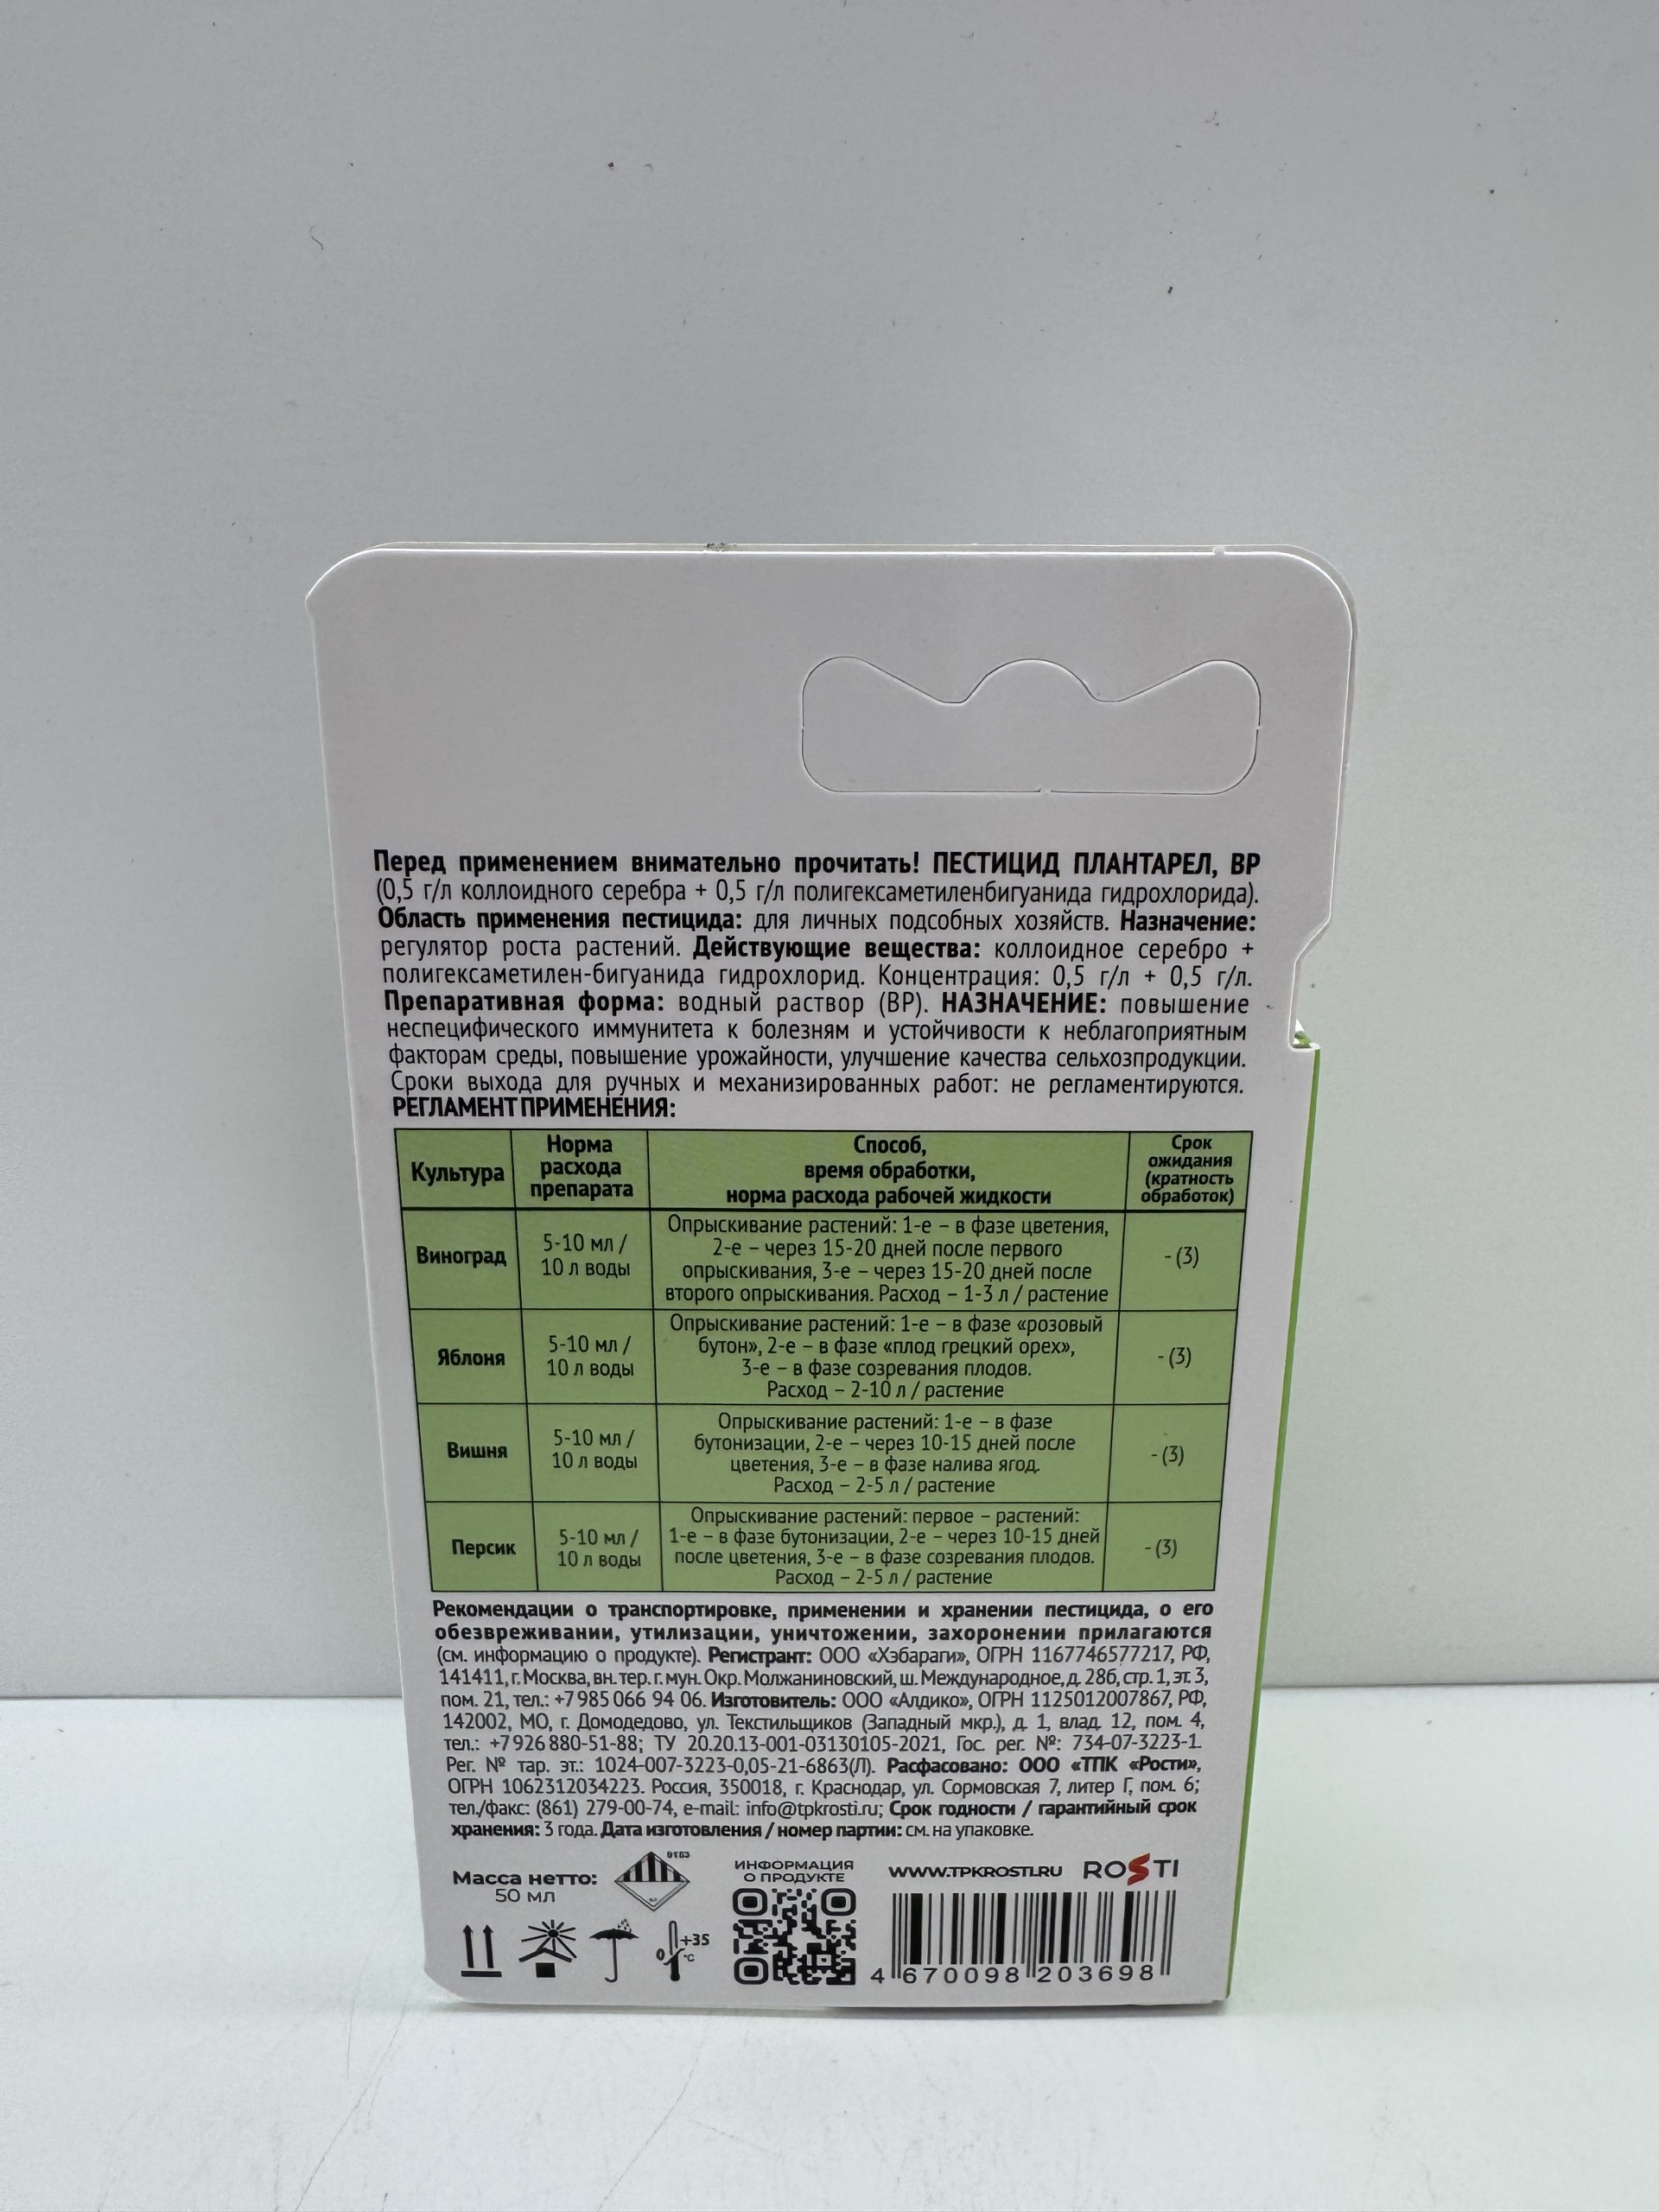 Перед применением внимательно прочитать! ПЕСТИЦИД ПЛАНТАРЕЛ, ВР
(0,5 г/л коллоидного серебра + 0,5 г/л полигексаметиленбигуанида гидрохлорида).
Область применения пестицида: для личных подсобных хозяйств. Назначение:
регулятор роста растений. Действующие вещества: коллоидное серебро +
полигексаметилен-бигуанида гидрохлорид. Концентрация: 0,5 г/л + 0,5 г/л.
Препаративная форма: водный раствор (ВР). НАЗНАЧЕНИЕ: повышение
неспецифического иммунитета к болезням и устойчивости к неблагоприятным
факторам среды, повышение урожайности, улучшение качества сельхозпродукции.
Сроки выхода для ручных и механизированных работ: не регламентируются.
РЕГЛАМЕНТ ПРИМЕНЕНИЯ:
Культура
Норма
расхода
препарата
Способ,
время обработки,
норма расхода рабочей жидкости
Срок
ожидания
(кратность
обработок)
Виноград
5-10 мл /
10 л воды
Опрыскивание растений: 1-е – в фазе цветения,
2-е – через 15-20 дней после первого
опрыскивания, 3-е – через 15-20 дней после
второго опрыскивания. Расход – 1-3 л / растение
- (3)
Яблоня
5-10 мл /
10 л воды
Опрыскивание растений: 1-е – в фазе «розовый
бутон», 2-е – в фазе «плод грецкий орех»,
3-е – в фазе созревания плодов.
Расход – 2-10 л / растение
- (3)
Вишня
5-10 мл /
10 л воды
Опрыскивание растений: 1-е – в фазе
бутонизации, 2-е – через 10-15 дней после
цветения, 3-е – в фазе налива ягод.
Расход – 2-5 л / растение
- (3)
Персик
5-10 мл /
10 л воды
Опрыскивание растений: первое – растений:
1-е – в фазе бутонизации, 2-е – через 10-15 дней
после цветения, 3-е – в фазе созревания плодов.
Расход – 2-5 л / растение
- (3)
Рекомендации о транспортировке, применении и хранении пестицида, о его
обезвреживании, утилизации, уничтожении, захоронении прилагаются
(см. информацию о продукте). Регистрант: ООО «Хэбараги», ОГРН 1167746577217, РФ,
141411, г. Москва, вн. тер. г. мун. Окр. Молжаниновский, ш. Международное, д. 28б, стр. 1, эт. 3,
пом. 21, тел.: +7 985 066 94 06. Изготовитель: ООО «Алдико», ОГРН 1125012007867, РФ,
142002, МО, г. Домодедово, ул. Текстильщиков (Западный мкр.), д. 1, влад. 12, пом. 4,
тел.: +7 926 880-51-88; ТУ 20.20.13-001-03130105-2021, Гос. рег. №: 734-07-3223-1.
Рег. № тар. эт.: 1024-007-3223-0,05-21-6863(Л). Расфасовано: ООО «ТПК «Рости»,
ОГРН 1062312034223. Россия, 350018, г. Краснодар, ул. Сормовская 7, литер Г, пом. 6;
тел./факс: (861) 279-00-74, e-mail: info@tpkrosti.ru; Срок годности / гарантийный срок
хранения: 3 года. Дата изготовления / номер партии: см. на упаковке.
Масса нетто:
50 мл
9163
0 +35
°C
ИНФОРМАЦИЯ
О ПРОДУКТЕ
WWW.TPKROSTI.RU ROSTI
4 670098 203698